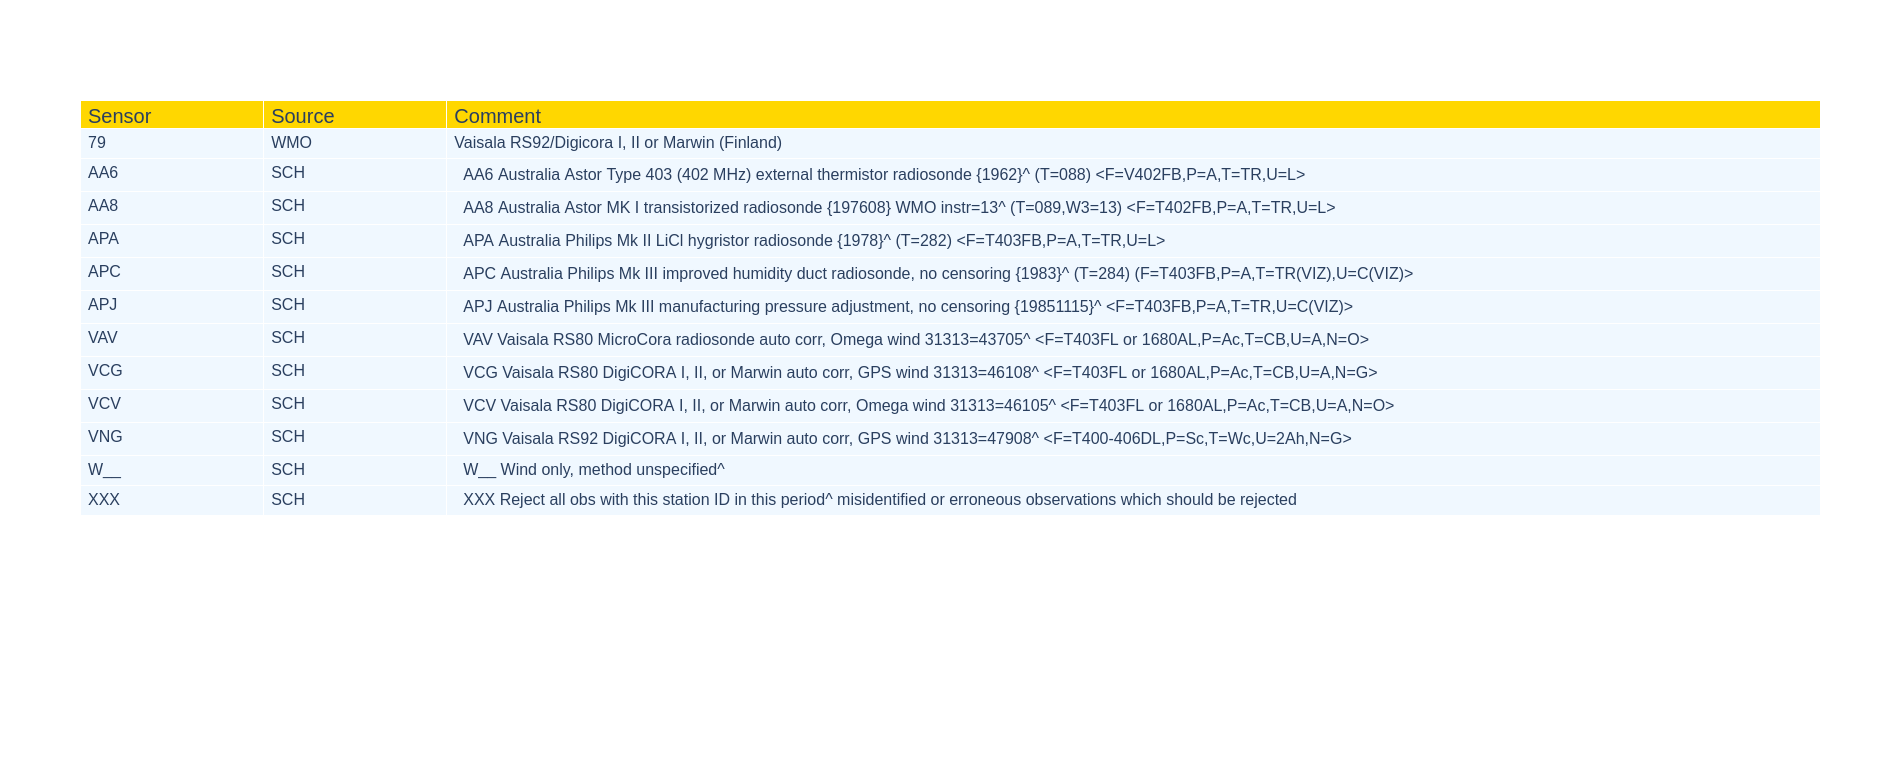 Sensor Source Comment
79 WMO Vaisala RS92/Digicora I, II or Marwin (Finland)
AA6 SCH AA6 Australia Astor Type 403 (402 MHz) external thermistor radiosonde {1962}^ (T=088) <F=V402FB,P=A,T=TR,U=L>
AA8 SCH AA8 Australia Astor MK I transistorized radiosonde {197608} WMO instr=13^ (T=089,W3=13) <F=T402FB,P=A,T=TR,U=L>
APA SCH APA Australia Philips Mk II LiCl hygristor radiosonde {1978}^ (T=282) <F=T403FB,P=A,T=TR,U=L>
APC SCH APC Australia Philips Mk III improved humidity duct radiosonde, no censoring {1983}^ (T=284) (F=T403FB,P=A,T=TR(VIZ),U=C(VIZ)>
APJ SCH APJ Australia Philips Mk III manufacturing pressure adjustment, no censoring {19851115}^ <F=T403FB,P=A,T=TR,U=C(VIZ)>
VAV SCH VAV Vaisala RS80 MicroCora radiosonde auto corr, Omega wind 31313=43705^ <F=T403FL or 1680AL,P=Ac,T=CB,U=A,N=O>
VCG SCH VCG Vaisala RS80 DigiCORA I, II, or Marwin auto corr, GPS wind 31313=46108^ <F=T403FL or 1680AL,P=Ac,T=CB,U=A,N=G>
VCV SCH VCV Vaisala RS80 DigiCORA I, II, or Marwin auto corr, Omega wind 31313=46105^ <F=T403FL or 1680AL,P=Ac,T=CB,U=A,N=O>
VNG SCH VNG Vaisala RS92 DigiCORA I, II, or Marwin auto corr, GPS wind 31313=47908^ <F=T400-406DL,P=Sc,T=Wc,U=2Ah,N=G>
W__ SCH W__ Wind only, method unspecified^
XXX SCH XXX Reject all obs with this station ID in this period^ misidentified or erroneous observations which should be rejected